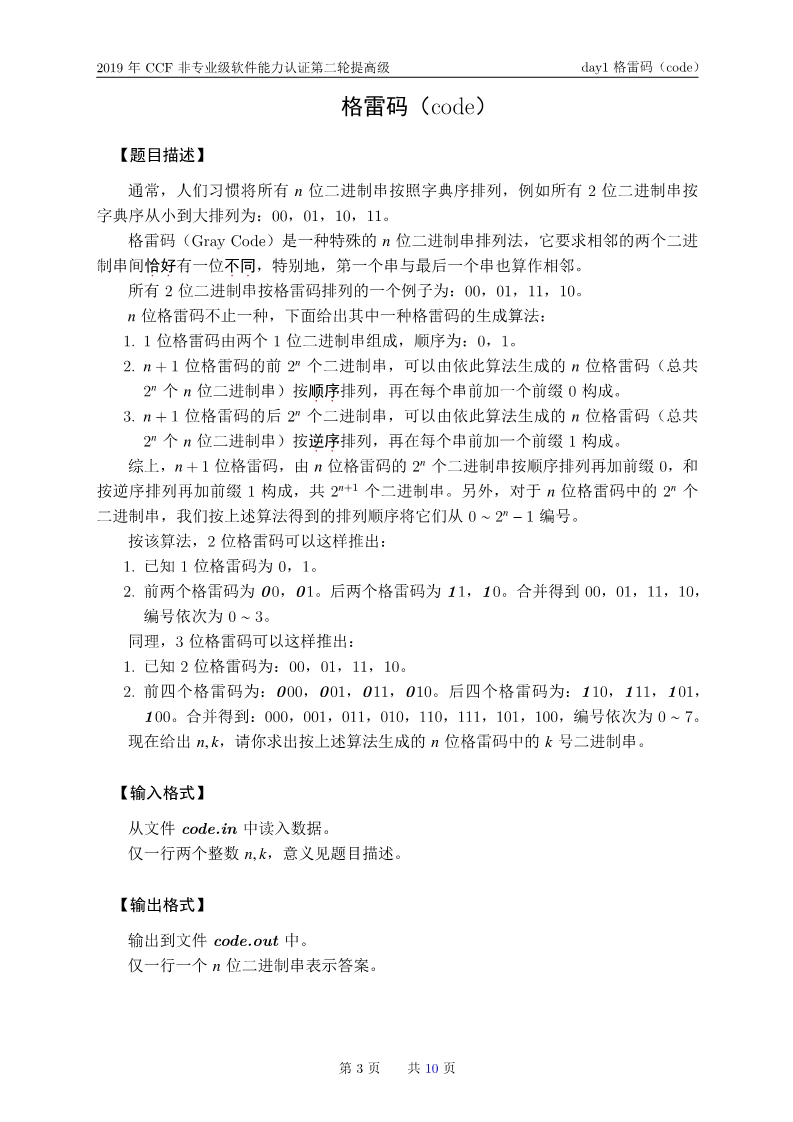 2019 年 CCF 非专业级软件能力认证第二轮提高级
day1 格雷码（code）
格雷码（code）
【题目描述】
通常，人们习惯将所有 n 位二进制串按照字典序排列，例如所有 2 位二进制串按
字典序从小到大排列为：00，01，10，11。
格雷码（Gray Code）是一种特殊的 n 位二进制串排列法，它要求相邻的两个二进
制串间恰好有一位不同，特别地，第一个串与最后一个串也算作相邻。
所有 2 位二进制串按格雷码排列的一个例子为：00，01，11，10。
n 位格雷码不止一种，下面给出其中一种格雷码的生成算法：
1. 1 位格雷码由两个 1 位二进制串组成，顺序为：0，1。
2. n + 1 位格雷码的前 2ⁿ 个二进制串，可以由依此算法生成的 n 位格雷码（总共
2ⁿ 个 n 位二进制串）按顺序排列，再在每个串前加一个前缀 0 构成。
3. n + 1 位格雷码的后 2ⁿ 个二进制串，可以由依此算法生成的 n 位格雷码（总共
2ⁿ 个 n 位二进制串）按逆序排列，再在每个串前加一个前缀 1 构成。
综上，n + 1 位格雷码，由 n 位格雷码的 2ⁿ 个二进制串按顺序排列再加前缀 0，和
按逆序排列再加前缀 1 构成，共 2ⁿ⁺¹ 个二进制串。另外，对于 n 位格雷码中的 2ⁿ 个
二进制串，我们按上述算法得到的排列顺序将它们从 0 ~ 2ⁿ − 1 编号。
按该算法，2 位格雷码可以这样推出：
1. 已知 1 位格雷码为 0，1。
2. 前两个格雷码为 00，01。后两个格雷码为 11，10。合并得到 00，01，11，10，
编号依次为 0 ~ 3。
同理，3 位格雷码可以这样推出：
1. 已知 2 位格雷码为：00，01，11，10。
2. 前四个格雷码为：000，001，011，010。后四个格雷码为：110，111，101，
100。合并得到：000，001，011，010，110，111，101，100，编号依次为 0 ~ 7。
现在给出 n, k，请你求出按上述算法生成的 n 位格雷码中的 k 号二进制串。
【输入格式】
从文件 code.in 中读入数据。
仅一行两个整数 n, k，意义见题目描述。
【输出格式】
输出到文件 code.out 中。
仅一行一个 n 位二进制串表示答案。
第 3 页 共 10 页